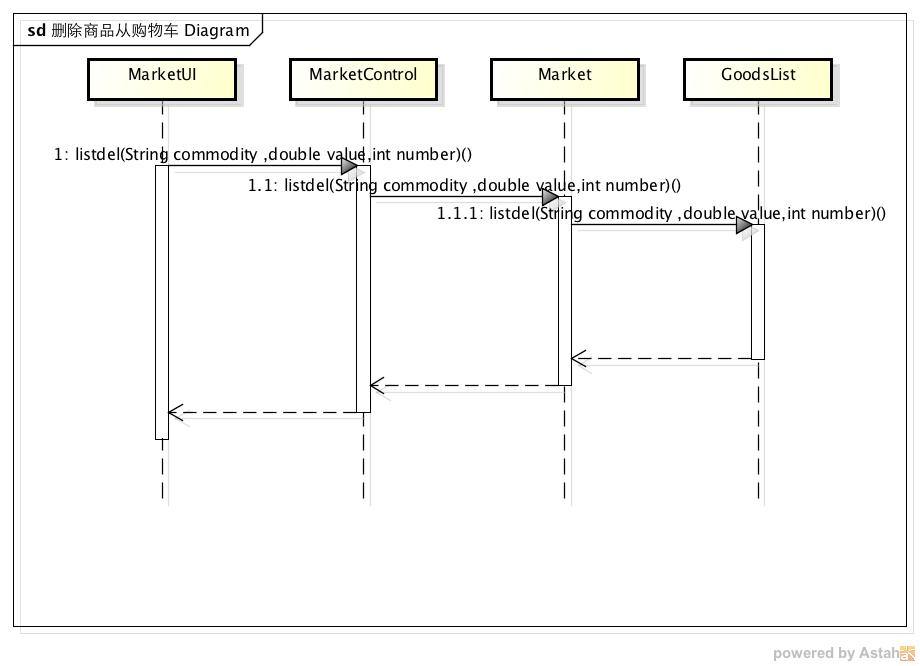 sd 删除商品从购物车 Diagram
MarketUI
MarketControl
Market
GoodsList
1: listdel(String commodity ,double value,int number)()
1.1: listdel(String commodity ,double value,int number)()
1.1.1: listdel(String commodity ,double value,int number)()
powered by Astah